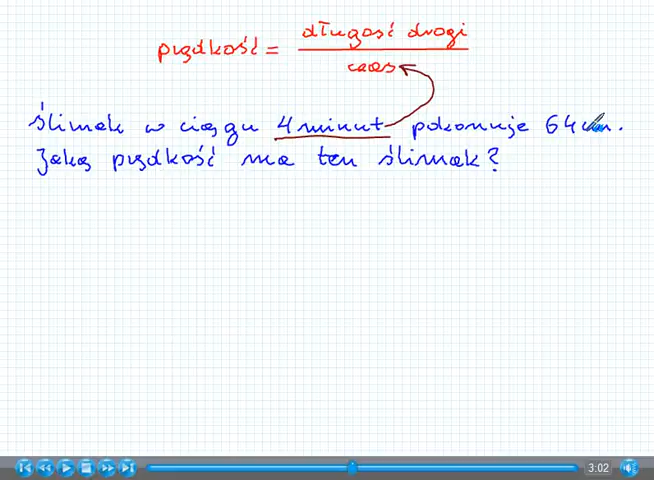 prędkość = długość drogi
czas
Ślimak w ciągu 4 minut pokonuje 64 cm.
Jaką prędkość ma ten ślimak?
3:02